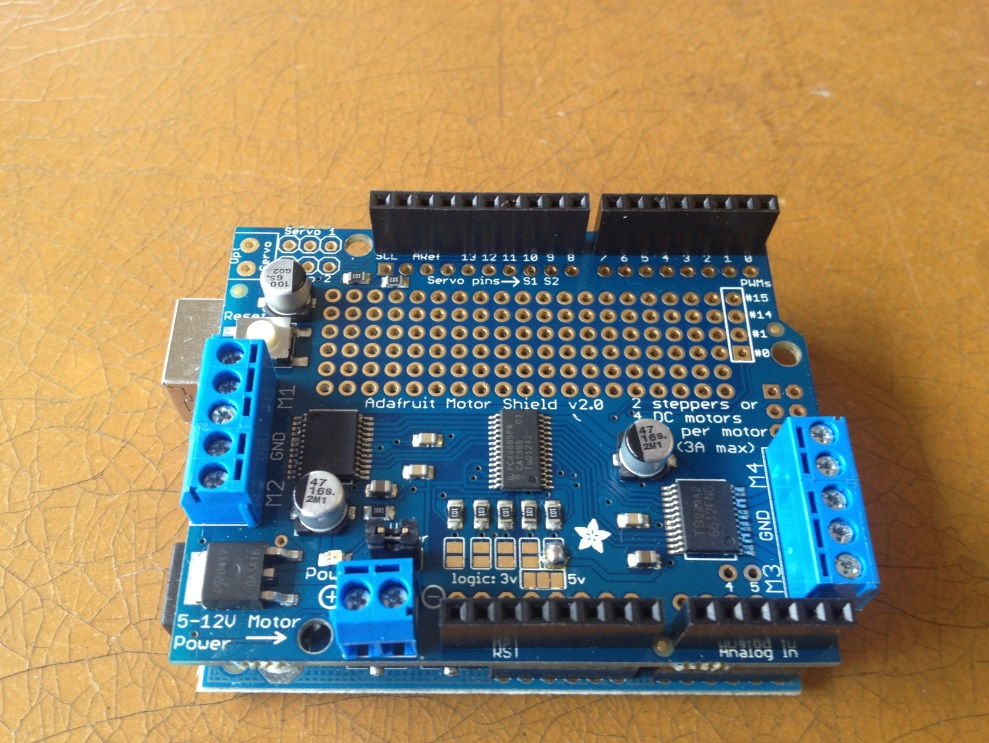 Servo 1
Servo
SCL ARef 13 12 11 10 9 8 7 6 5 4 3 2 1 0
Servo pins→S1 S2
PWMs
#15
#14
#1
#0
100
6s.
G02
Reset
M1
GND
M2
Adafruit Motor Shield v2.0
2 steppers or
4 DC motors
per motor
(3A max)
47
16s.
2M1
47
16s.
2M1
M4
GND
M3
4 5
logic: 3v 5v
5-12V Motor
Power →
RST
Analog In